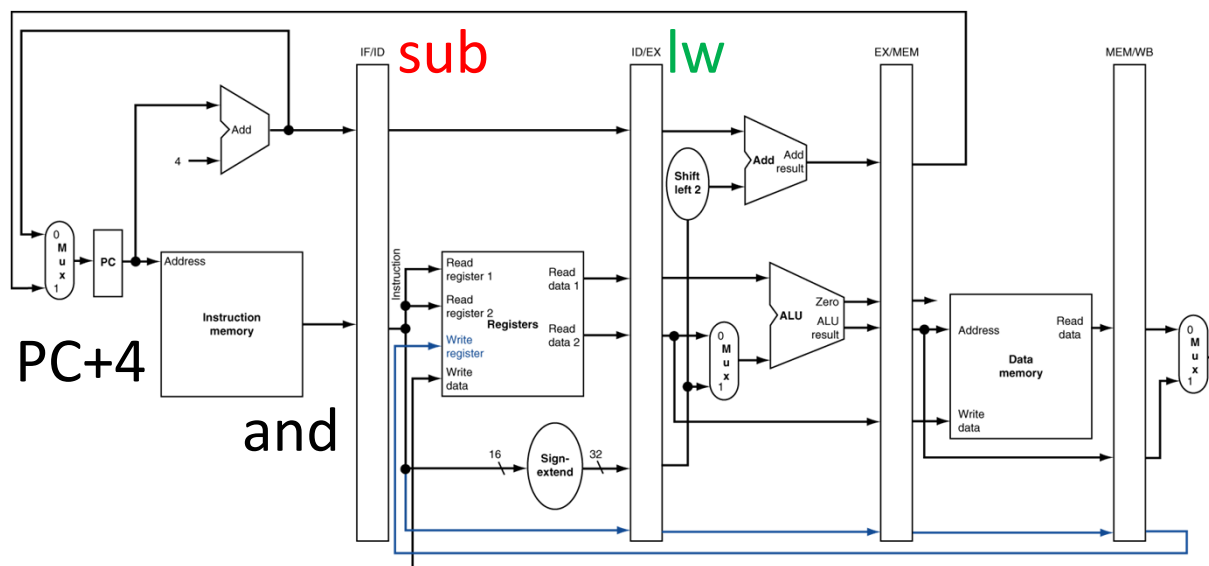 IF/ID
sub
ID/EX
lw
EX/MEM
MEM/WB
Add
4
Add
Add
result
Shift
left 2
0
M
u
x
1
PC
Address
Instruction
memory
Instruction
Read
register 1
Read
register 2
Registers
Write
register
Write
data
Read
data 1
Read
data 2
0
M
u
x
1
Zero
ALU
ALU
result
Address
Read
data
Data
memory
Write
data
0
M
u
x
1
PC+4
and
16
Sign-
extend
32